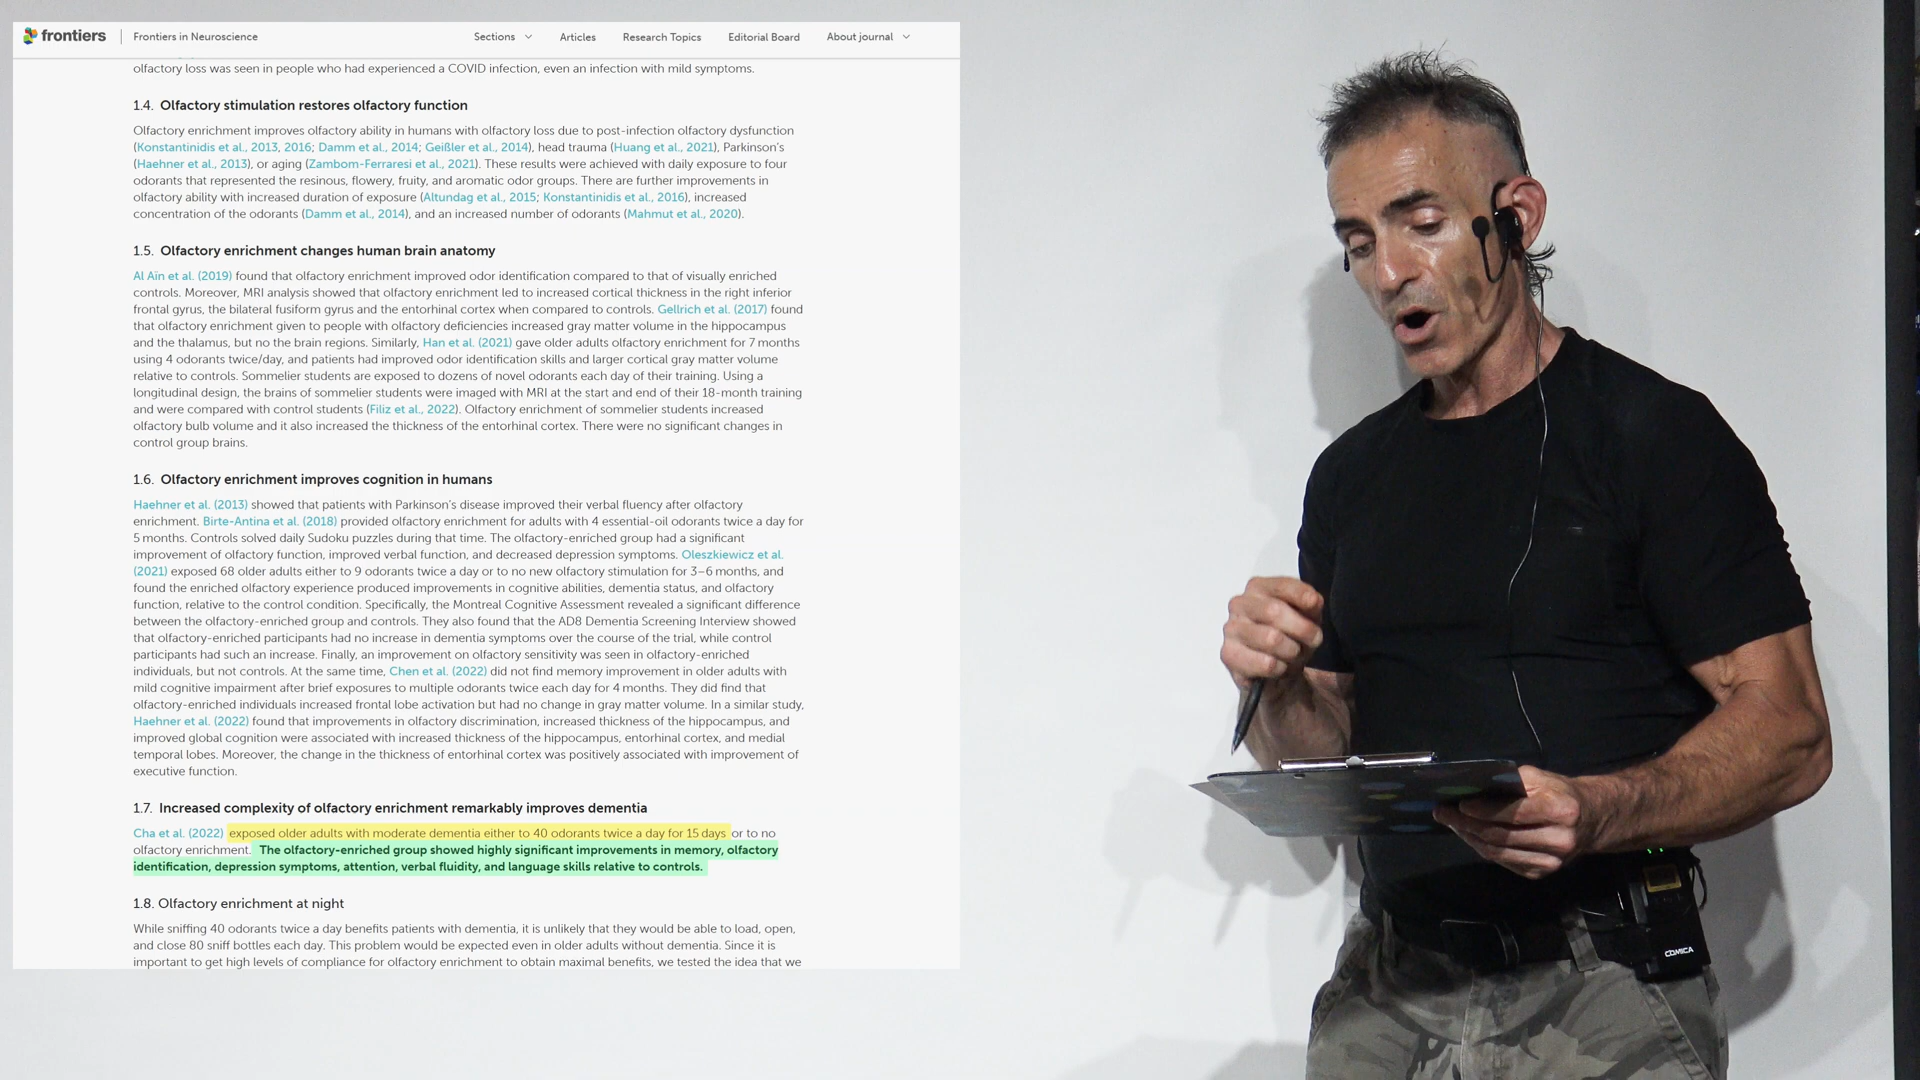 frontiers
Frontiers in Neuroscience
Sections
Articles
Research Topics
Editorial Board
About journal
olfactory loss was seen in people who had experienced a COVID infection, even an infection with mild symptoms.
1.4. Olfactory stimulation restores olfactory function
Olfactory enrichment improves olfactory ability in humans with olfactory loss due to post-infection olfactory dysfunction
(Konstantinidis et al., 2013, 2016; Damm et al., 2014; Geißler et al., 2014), head trauma (Huang et al., 2021), Parkinson's
(Haehner et al., 2013), or aging (Zambom-Ferraresi et al., 2021). These results were achieved with daily exposure to four
odorants that represented the resinous, flowery, fruity, and aromatic odor groups. There are further improvements in
olfactory ability with increased duration of exposure (Altundag et al., 2015; Konstantinidis et al., 2016), increased
concentration of the odorants (Damm et al., 2014), and an increased number of odorants (Mahmut et al., 2020).
1.5. Olfactory enrichment changes human brain anatomy
Al Aïn et al. (2019) found that olfactory enrichment improved odor identification compared to that of visually enriched
controls. Moreover, MRI analysis showed that olfactory enrichment led to increased cortical thickness in the right inferior
frontal gyrus, the bilateral fusiform gyrus and the entorhinal cortex when compared to controls. Gellrich et al. (2017) found
that olfactory enrichment given to people with olfactory deficiencies increased gray matter volume in the hippocampus
and the thalamus, but no the brain regions. Similarly, Han et al. (2021) gave older adults olfactory enrichment for 7 months
using 4 odorants twice/day, and patients had improved odor identification skills and larger cortical gray matter volume
relative to controls. Sommelier students are exposed to dozens of novel odorants each day of their training. Using a
longitudinal design, the brains of sommelier students were imaged with MRI at the start and end of their 18-month training
and were compared with control students (Filiz et al., 2022). Olfactory enrichment of sommelier students increased
olfactory bulb volume and it also increased the thickness of the entorhinal cortex. There were no significant changes in
control group brains.
1.6. Olfactory enrichment improves cognition in humans
Haehner et al. (2013) showed that patients with Parkinson's disease improved their verbal fluency after olfactory
enrichment. Birte-Antina et al. (2018) provided olfactory enrichment for adults with 4 essential-oil odorants twice a day for
5 months. Controls solved daily Sudoku puzzles during that time. The olfactory-enriched group had a significant
improvement of olfactory function, improved verbal function, and decreased depression symptoms. Oleszkiewicz et al.
(2021) exposed 68 older adults either to 9 odorants twice a day or to no new olfactory stimulation for 3–6 months, and
found the enriched olfactory experience produced improvements in cognitive abilities, dementia status, and olfactory
function, relative to the control condition. Specifically, the Montreal Cognitive Assessment revealed a significant difference
between the olfactory-enriched group and controls. They also found that the AD8 Dementia Screening Interview showed
that olfactory-enriched participants had no increase in dementia symptoms over the course of the trial, while control
participants had such an increase. Finally, an improvement on olfactory sensitivity was seen in olfactory-enriched
individuals, but not controls. At the same time, Chen et al. (2022) did not find memory improvement in older adults with
mild cognitive impairment after brief exposures to multiple odorants twice each day for 4 months. They did find that
olfactory-enriched individuals increased frontal lobe activation but had no change in gray matter volume. In a similar study,
Haehner et al. (2022) found that improvements in olfactory discrimination, increased thickness of the hippocampus, and
improved global cognition were associated with increased thickness of the hippocampus, entorhinal cortex, and medial
temporal lobes. Moreover, the change in the thickness of entorhinal cortex was positively associated with improvement of
executive function.
1.7. Increased complexity of olfactory enrichment remarkably improves dementia
Cha et al. (2022) exposed older adults with moderate dementia either to 40 odorants twice a day for 15 days or to no
olfactory enrichment. The olfactory-enriched group showed highly significant improvements in memory, olfactory
identification, depression symptoms, attention, verbal fluidity, and language skills relative to controls.
1.8. Olfactory enrichment at night
While sniffing 40 odorants twice a day benefits patients with dementia, it is unlikely that they would be able to load, open,
and close 80 sniff bottles each day. This problem would be expected even in older adults without dementia. Since it is
important to get high levels of compliance for olfactory enrichment to obtain maximal benefits, we tested the idea that we
COMICA